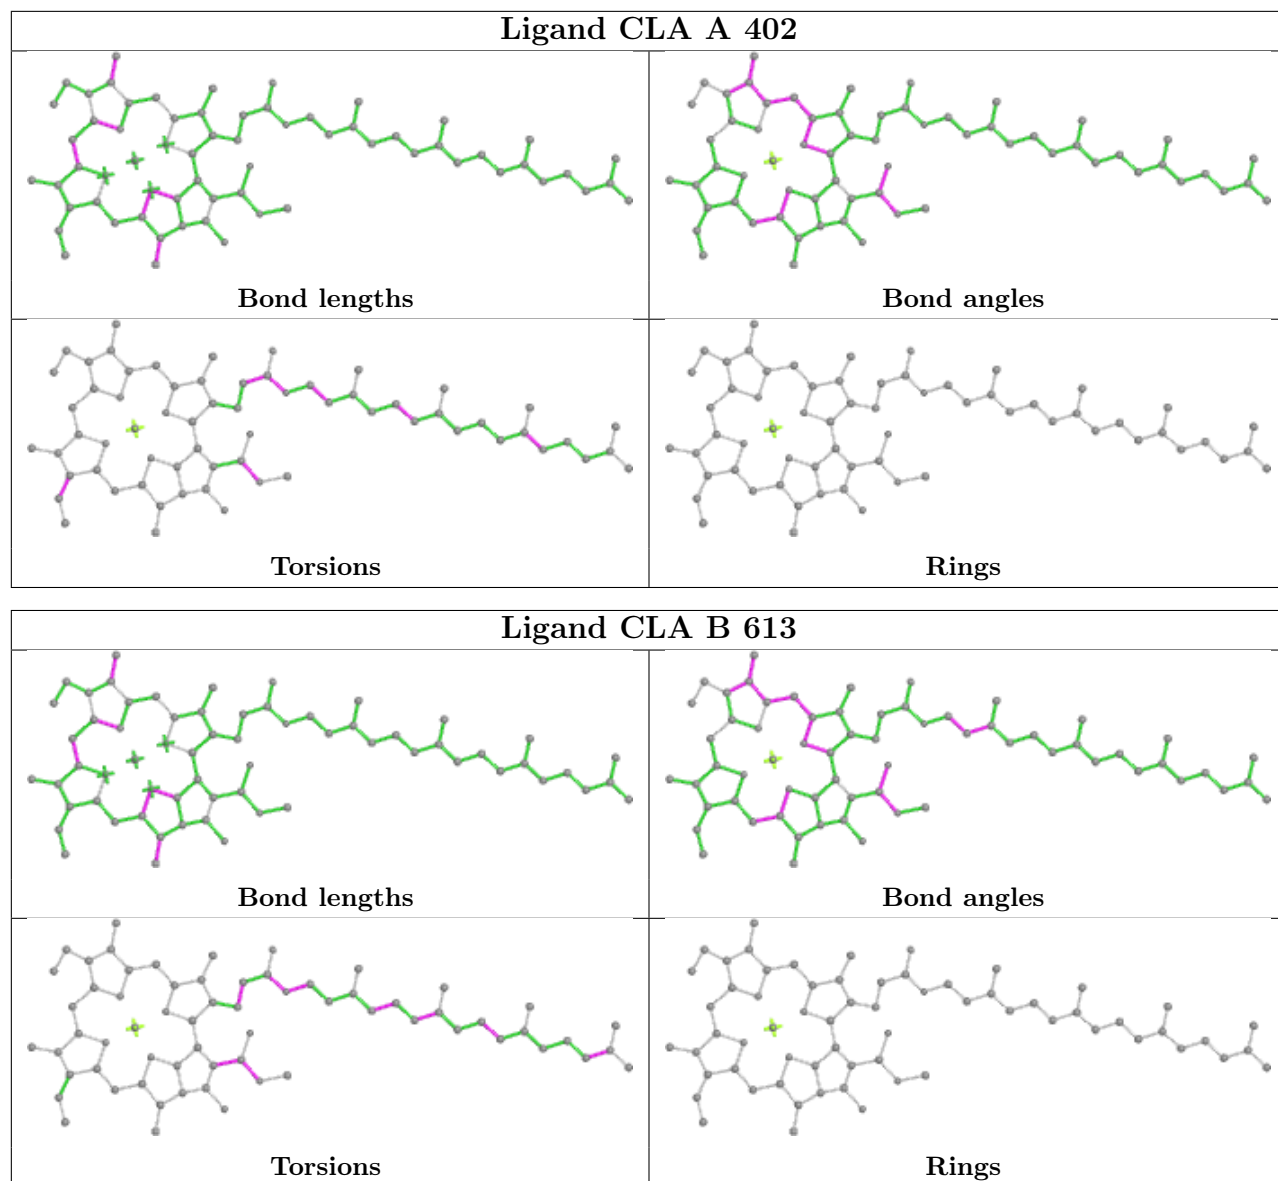 Ligand CLA A 402
Bond lengths
Bond angles
Torsions
Rings
Ligand CLA B 613
Bond lengths
Bond angles
Torsions
Rings